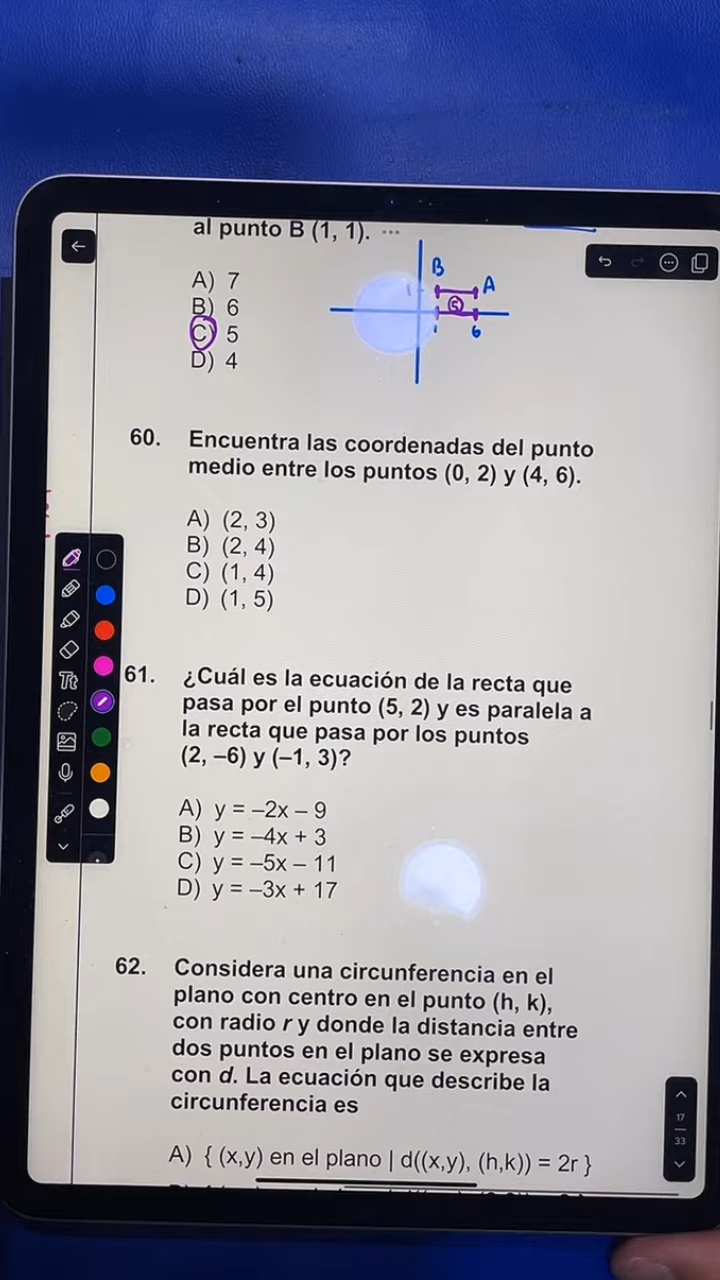 al punto B (1, 1). ...
A) 7
B) 6
C) 5
D) 4
B
A
1
5
1
6
60. Encuentra las coordenadas del punto
medio entre los puntos (0, 2) y (4, 6).
A) (2, 3)
B) (2, 4)
C) (1, 4)
D) (1, 5)
Tt
61. ¿Cuál es la ecuación de la recta que
pasa por el punto (5, 2) y es paralela a
la recta que pasa por los puntos
(2, –6) y (–1, 3)?
A) y = –2x – 9
B) y = –4x + 3
C) y = –5x – 11
D) y = –3x + 17
62. Considera una circunferencia en el
plano con centro en el punto (h, k),
con radio r y donde la distancia entre
dos puntos en el plano se expresa
con d. La ecuación que describe la
circunferencia es
A) { (x,y) en el plano | d((x,y), (h,k)) = 2r }
17
33